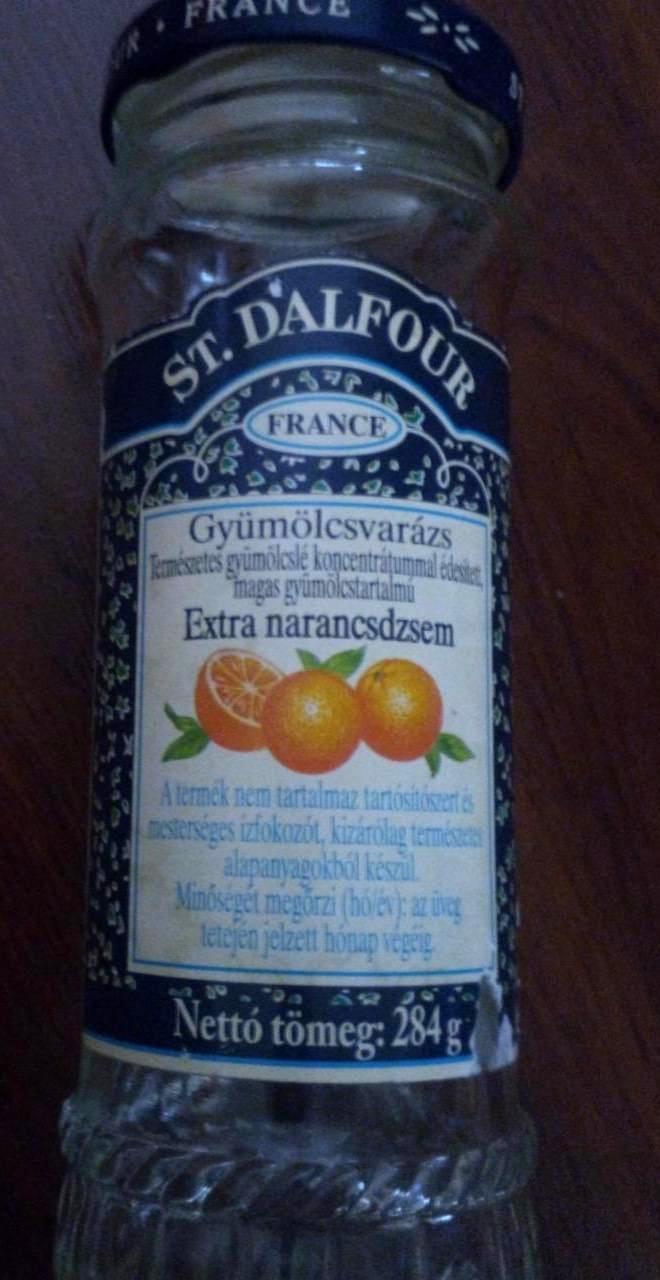 UR • FRANCE
ST. DALFOUR
FRANCE
Gyümölcsvarázs
Természetes gyümölcslé koncentrátummal édesített,
magas gyümölcstartalmú
Extra narancsdzsem
A termék nem tartalmaz tartósítószert és
mesterséges ízfokozót, kizárólag természetes
alapanyagokból készül.
Minőségét megőrzi (hó/év): az üveg
tetején jelzett hónap végéig.
Nettó tömeg: 284 g